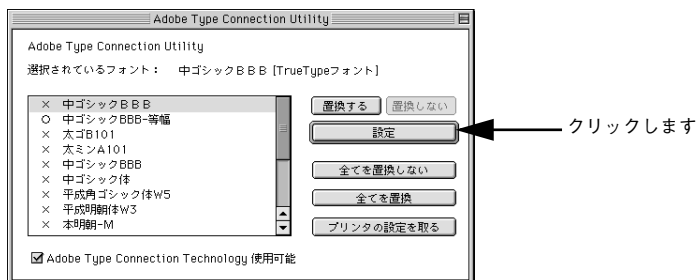 Adobe Type Connection Utility
Adobe Type Connection Utility
選択されているフォント： 中ゴシックＢＢＢ [TrueTypeフォント]
× 中ゴシックＢＢＢ
○ 中ゴシックBBB-等幅
× 太ゴB101
× 太ミンA101
× 中ゴシックBBB
× 中ゴシック体
× 平成角ゴシック体W5
× 平成明朝体W3
× 本明朝-M
置換する 置換しない
設定
クリックします
全てを置換しない
全てを置換
プリンタの設定を取る
Adobe Type Connection Technology 使用可能